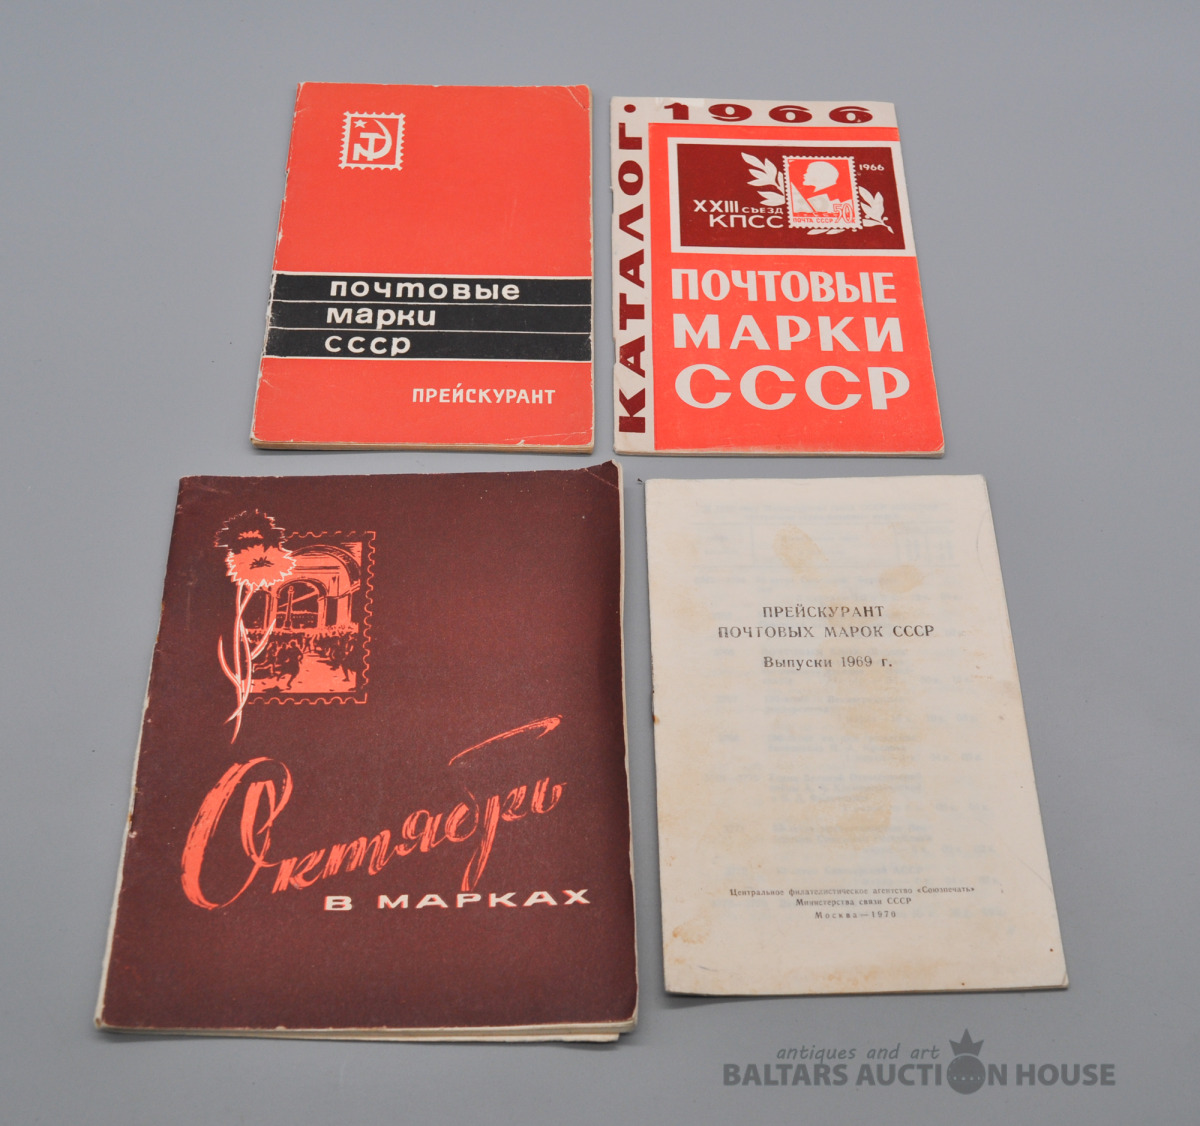 почтовые
марки
ссср
ПРЕЙСКУРАНТ
КАТАЛОГ • 1966
1966
XXIII СЪЕЗД
КПСС
ПОЧТА СССР 50
ПОЧТОВЫЕ
МАРКИ
СССР
Октябрь
В МАРКАХ
ПРЕЙСКУРАНТ
ПОЧТОВЫХ МАРОК СССР
Выпуски 1969 г.
Центральное филателистическое агентство «Союзпечать»
Министерства связи СССР
Москва—1970
antiques and art
BALTARS AUCTION HOUSE